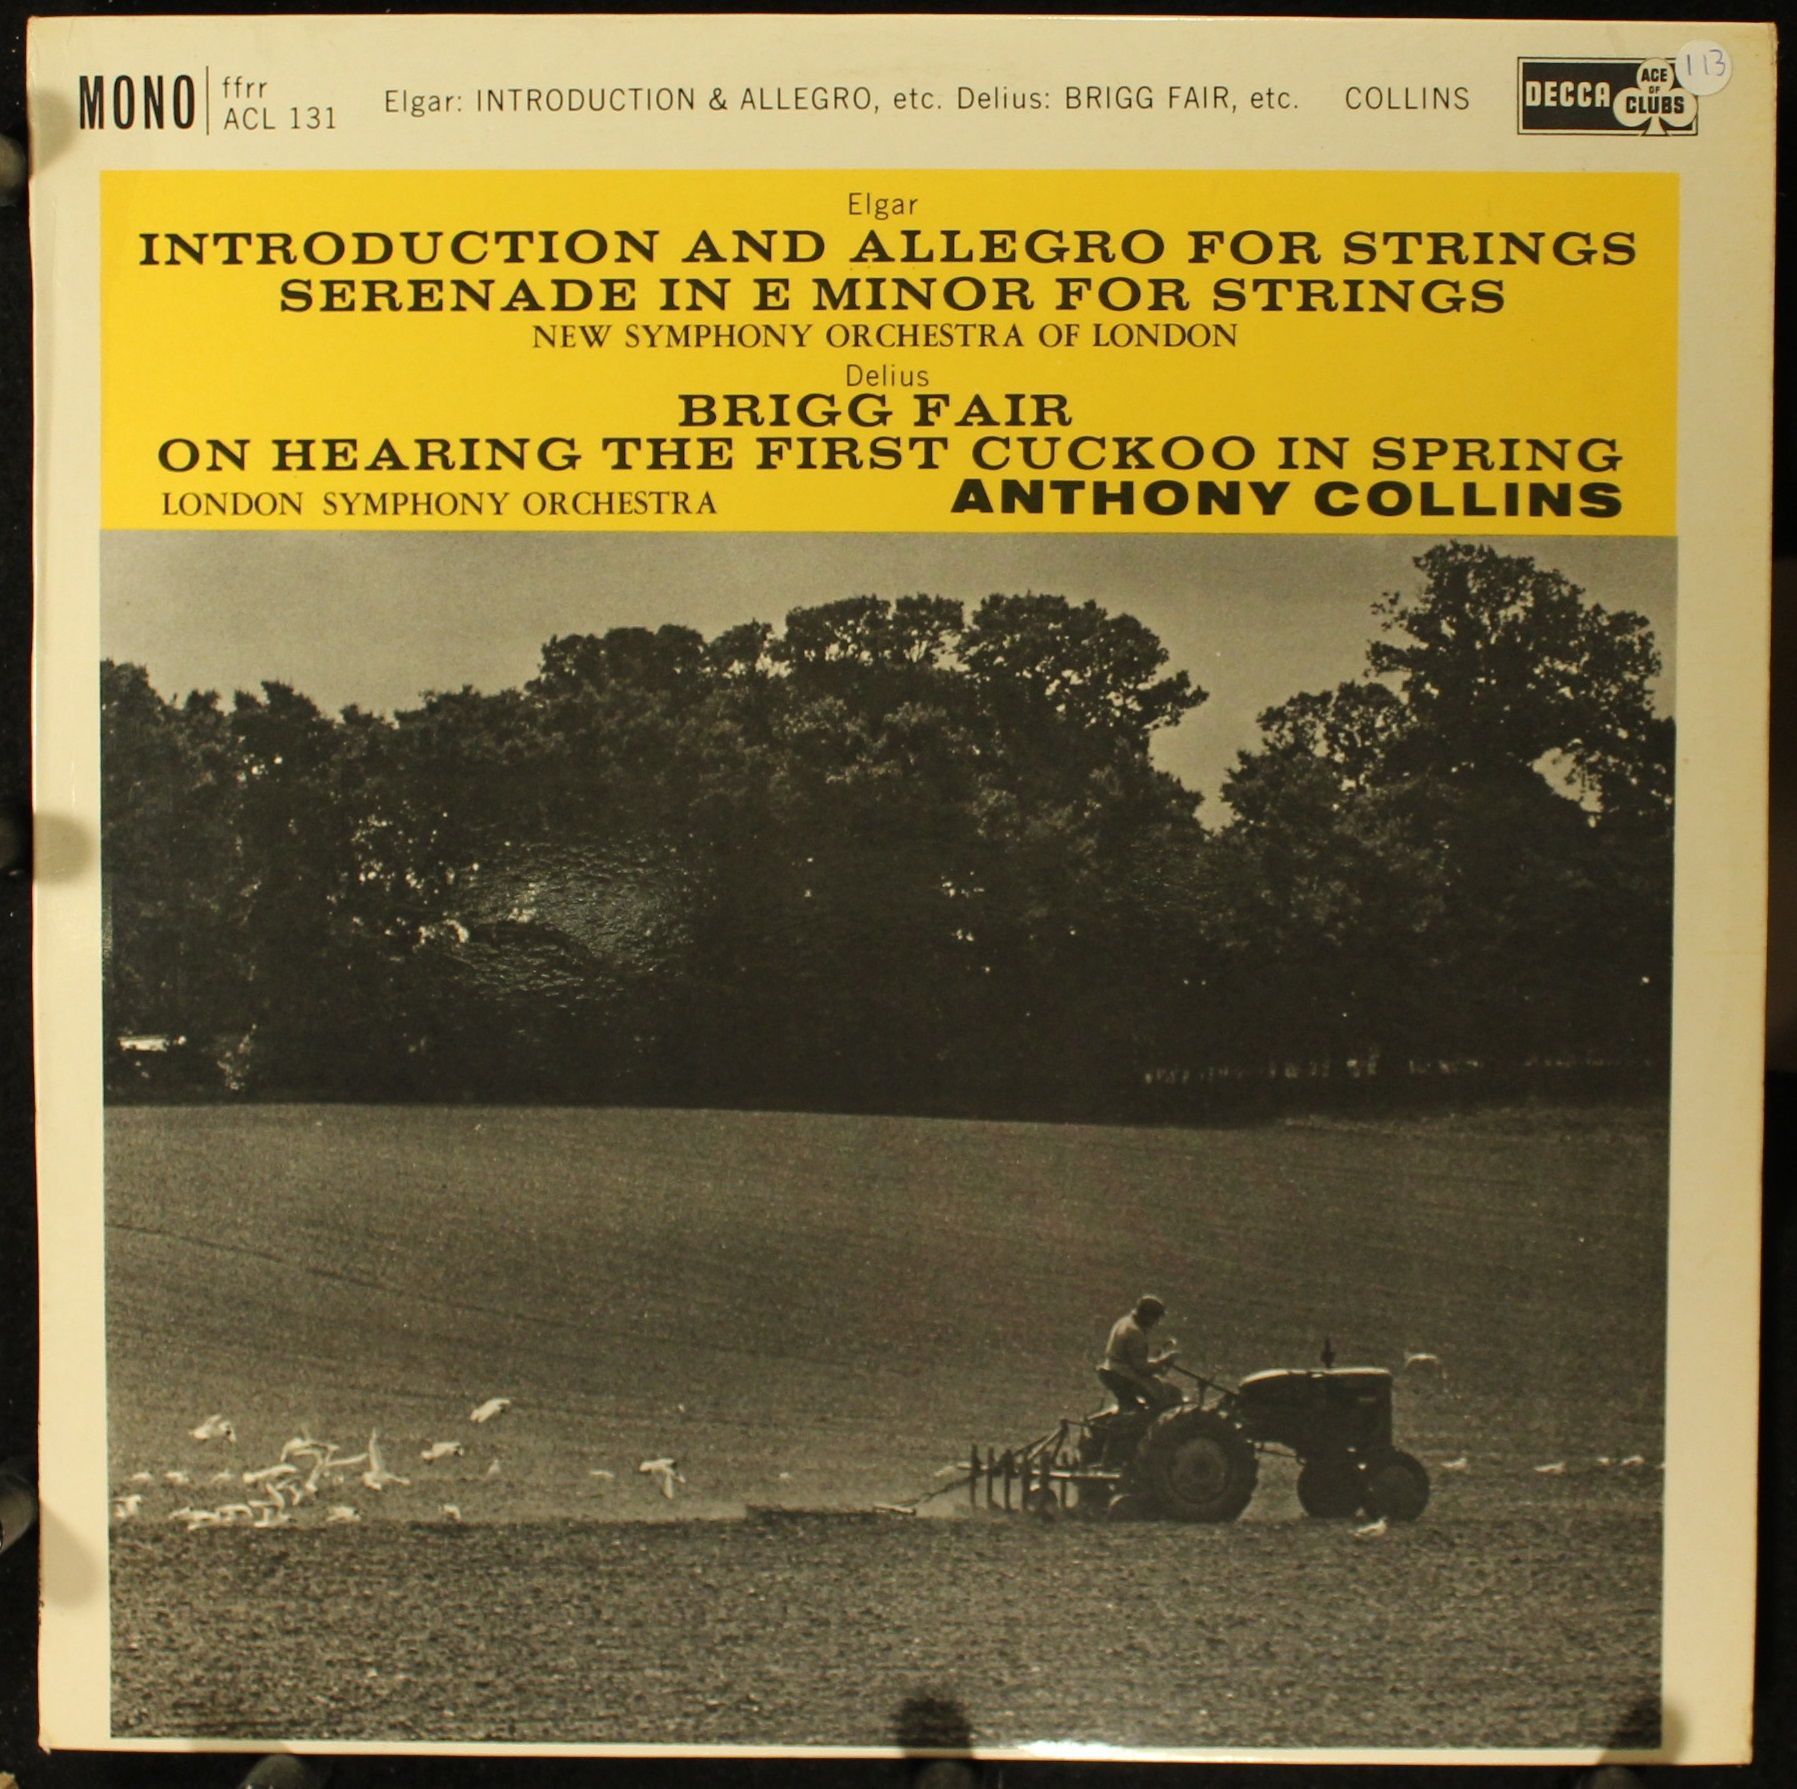 MONO
ffrr
ACL 131
Elgar: INTRODUCTION & ALLEGRO, etc. Delius: BRIGG FAIR, etc. COLLINS
DECCA
ACE
OF
CLUBS
113
Elgar
INTRODUCTION AND ALLEGRO FOR STRINGS
SERENADE IN E MINOR FOR STRINGS
NEW SYMPHONY ORCHESTRA OF LONDON
Delius
BRIGG FAIR
ON HEARING THE FIRST CUCKOO IN SPRING
LONDON SYMPHONY ORCHESTRA ANTHONY COLLINS